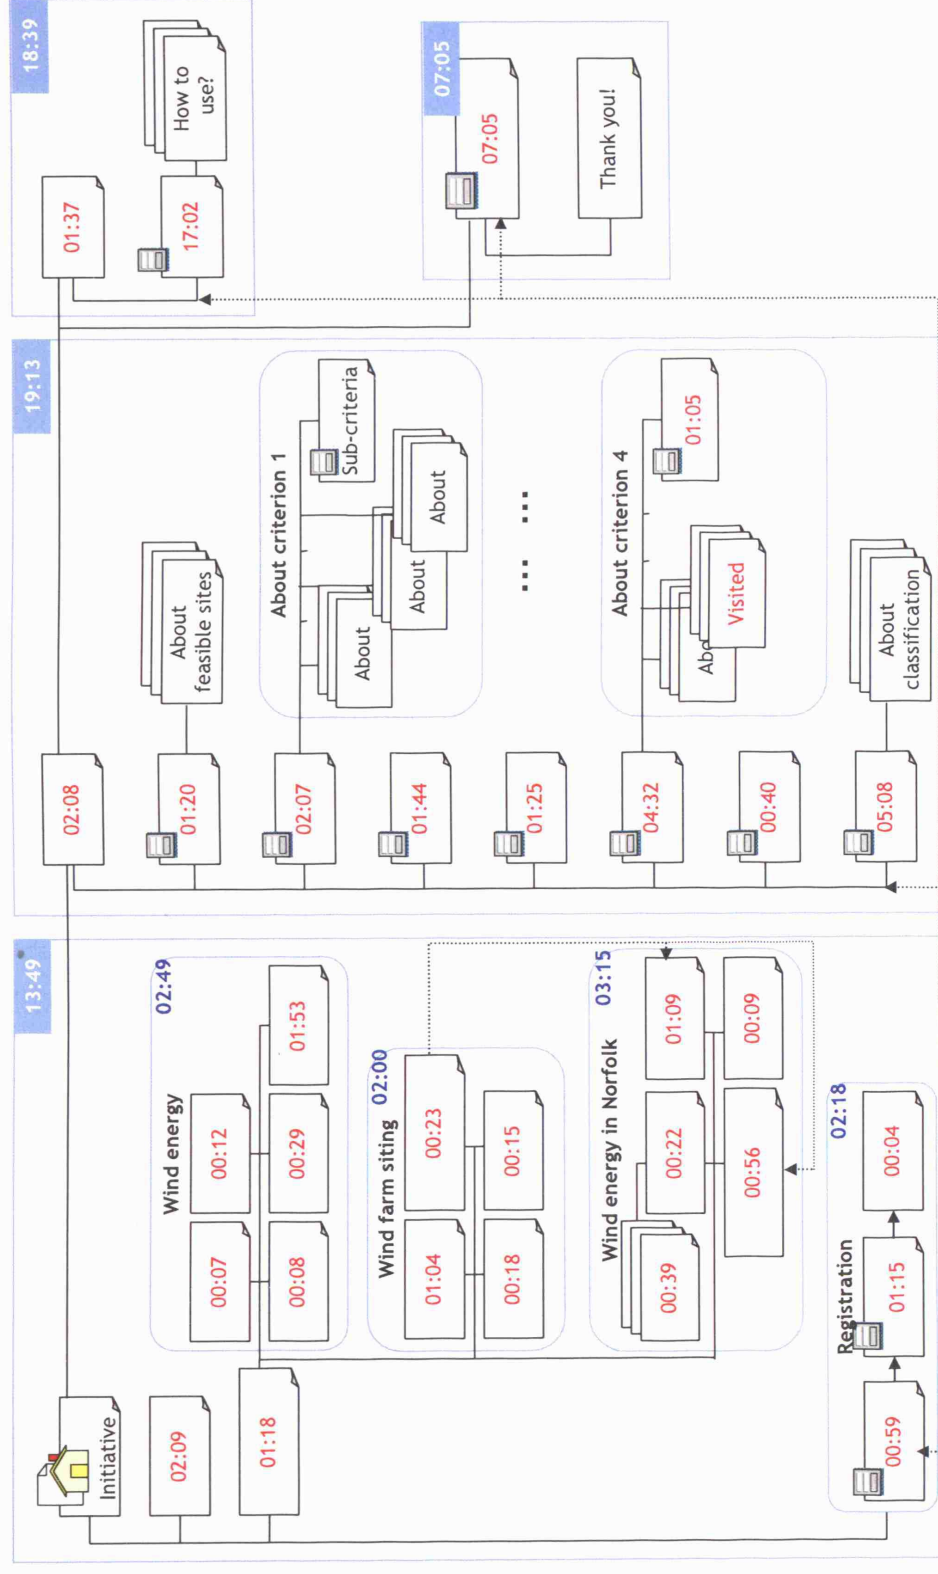 13:49
Initiative
02:09
01:18
Wind energy
02:49
00:07
00:12
00:08
00:29
01:53
Wind farm siting
02:00
01:04
00:23
00:18
00:15
Wind energy in Norfolk
03:15
00:39
00:22
01:09
00:56
00:09
Registration
02:18
00:59
01:15
00:04
19:13
02:08
01:20
About
feasible sites
02:07
About criterion 1
About
About
About
Sub-criteria
01:44
01:25
... ...
04:32
About criterion 4
Visited
01:05
00:40
05:08
About
classification
18:39
01:37
17:02
How to
use?
07:05
07:05
Thank you!